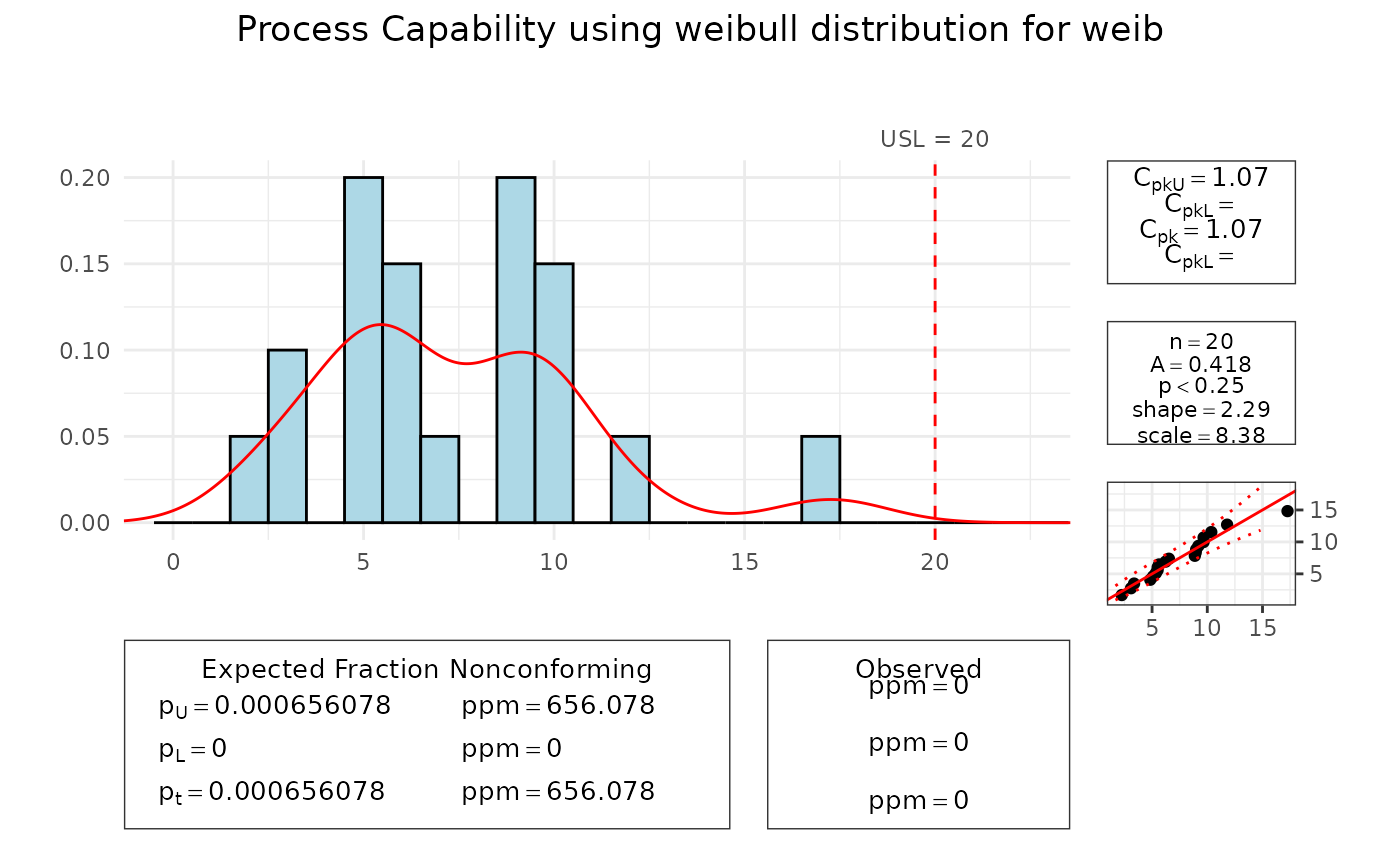 Process Capability using weibull distribution for weib
USL = 20
0.20
0.15
0.10
0.05
0.00
0 5 10 15 20
CpkU = 1.07
CpkL =
Cpk = 1.07
CpkL =
n = 20
A = 0.418
p < 0.25
shape = 2.29
scale = 8.38
15
10
5
5 10 15
Expected Fraction Nonconforming
pU = 0.000656078 ppm = 656.078
pL = 0 ppm = 0
pt = 0.000656078 ppm = 656.078
Observed
ppm = 0
ppm = 0
ppm = 0